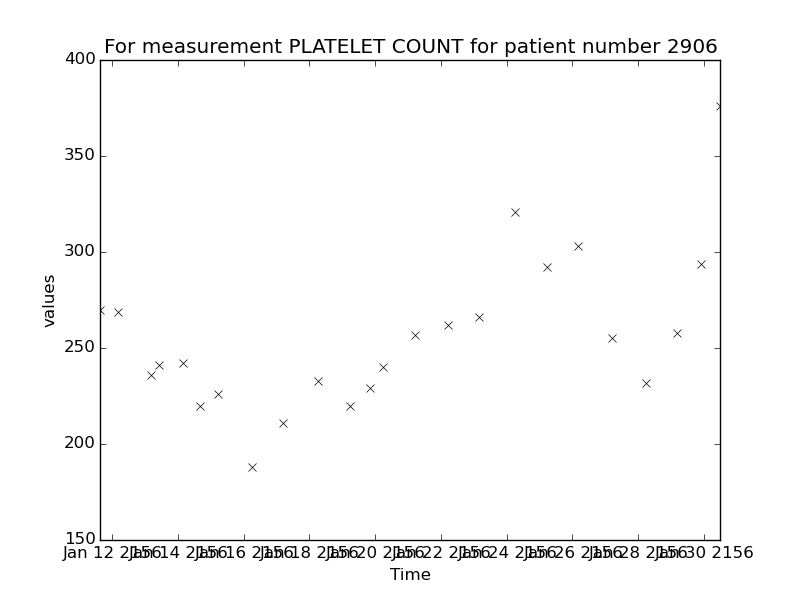 For measurement PLATELET COUNT for patient number 2906
400
350
300
250
200
150
values
Jan 12 2156 Jan 14 2156 Jan 16 2156 Jan 18 2156 Jan 20 2156 Jan 22 2156 Jan 24 2156 Jan 26 2156 Jan 28 2156 Jan 30 2156
Time